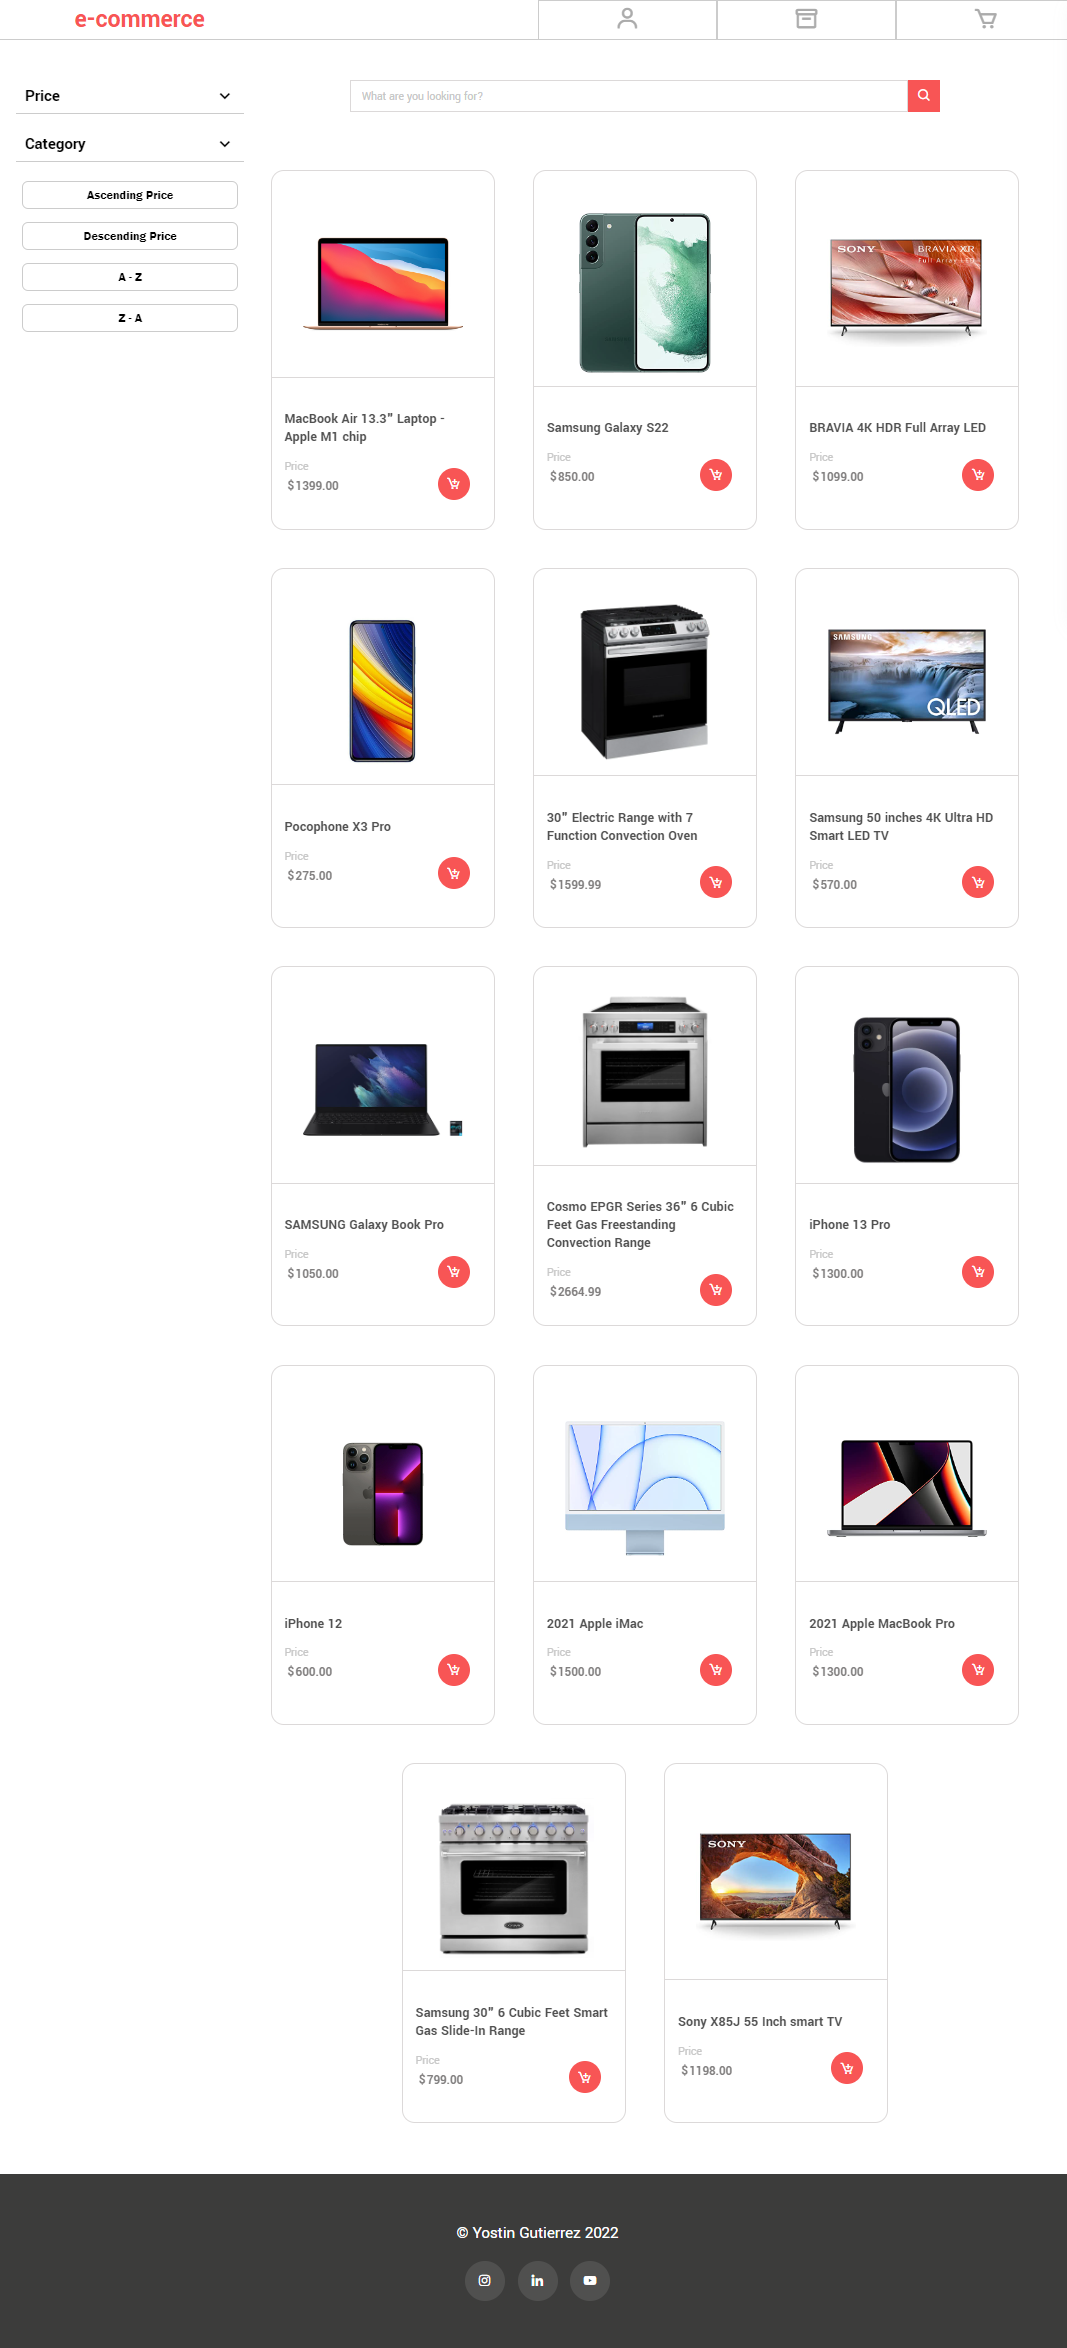 e-commerce
Price
What are you looking for?
Category
Ascending Price
Descending Price
A - Z
Z - A
SONY
BRAVIA XR
Full Array LED
MacBook Air 13.3" Laptop -
Apple M1 chip
Price
$1399.00
Samsung Galaxy S22
Price
$850.00
BRAVIA 4K HDR Full Array LED
Price
$1099.00
SAMSUNG
QLED
Pocophone X3 Pro
Price
$275.00
30" Electric Range with 7
Function Convection Oven
Price
$1599.99
Samsung 50 inches 4K Ultra HD
Smart LED TV
Price
$570.00
SAMSUNG Galaxy Book Pro
Price
$1050.00
Cosmo EPGR Series 36" 6 Cubic
Feet Gas Freestanding
Convection Range
Price
$2664.99
iPhone 13 Pro
Price
$1300.00
iPhone 12
Price
$600.00
2021 Apple iMac
Price
$1500.00
2021 Apple MacBook Pro
Price
$1300.00
SONY
Samsung 30" 6 Cubic Feet Smart
Gas Slide-In Range
Price
$799.00
Sony X85J 55 Inch smart TV
Price
$1198.00
© Yostin Gutierrez 2022
in